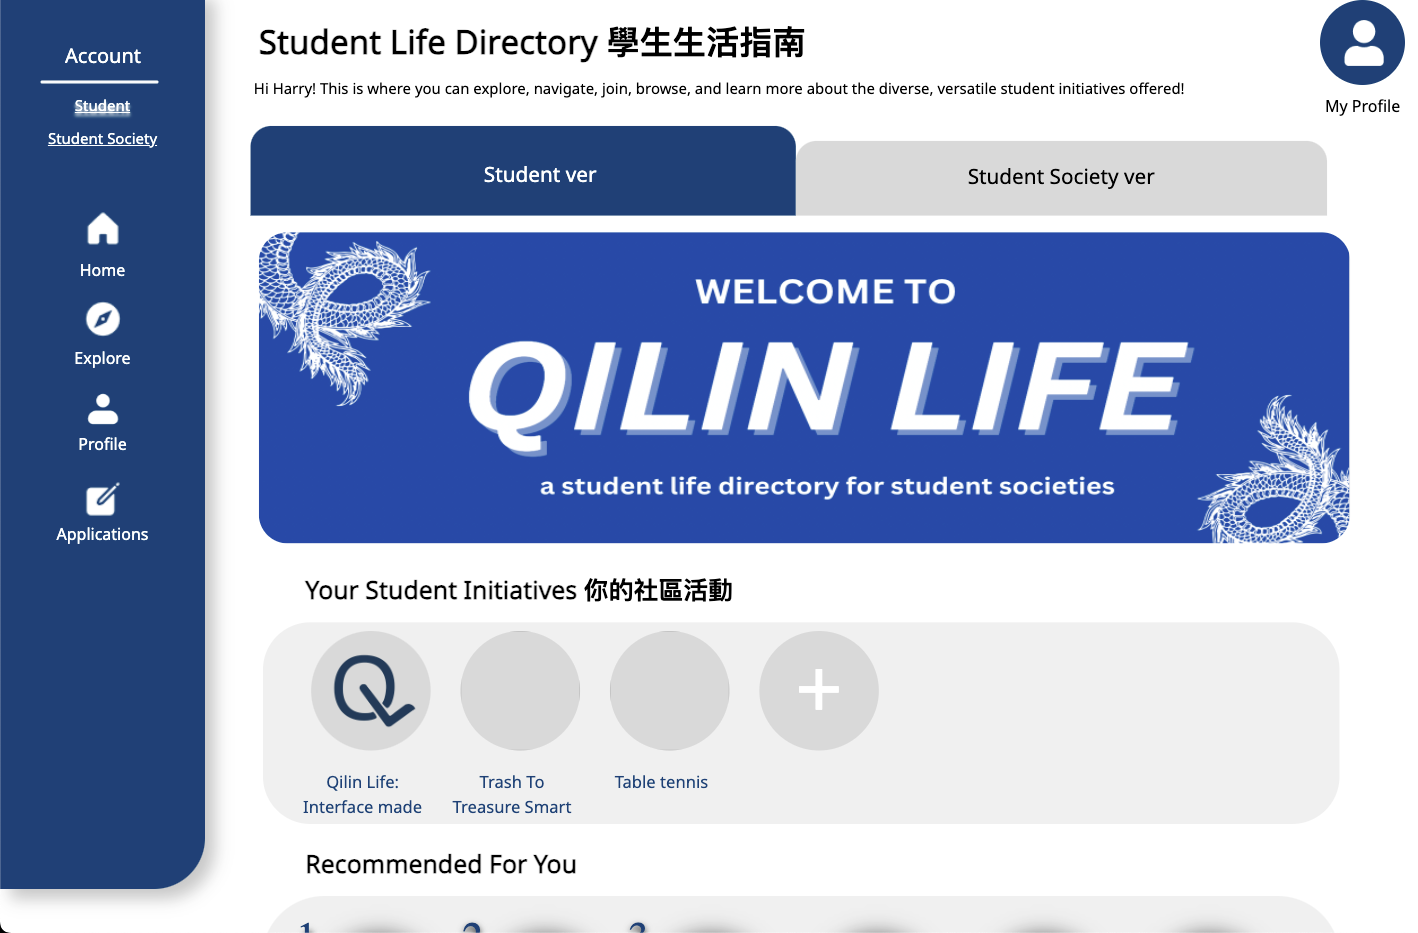 Account
Student
Student Society
Home
Explore
Profile
Applications
Student Life Directory 學生生活指南
Hi Harry! This is where you can explore, navigate, join, browse, and learn more about the diverse, versatile student initiatives offered!
My Profile
Student ver
Student Society ver
WELCOME TO
QILIN LIFE
a student life directory for student societies
Your Student Initiatives 你的社區活動
Qilin Life:
Interface made
Trash To
Treasure Smart
Table tennis
Recommended For You
1 2 3